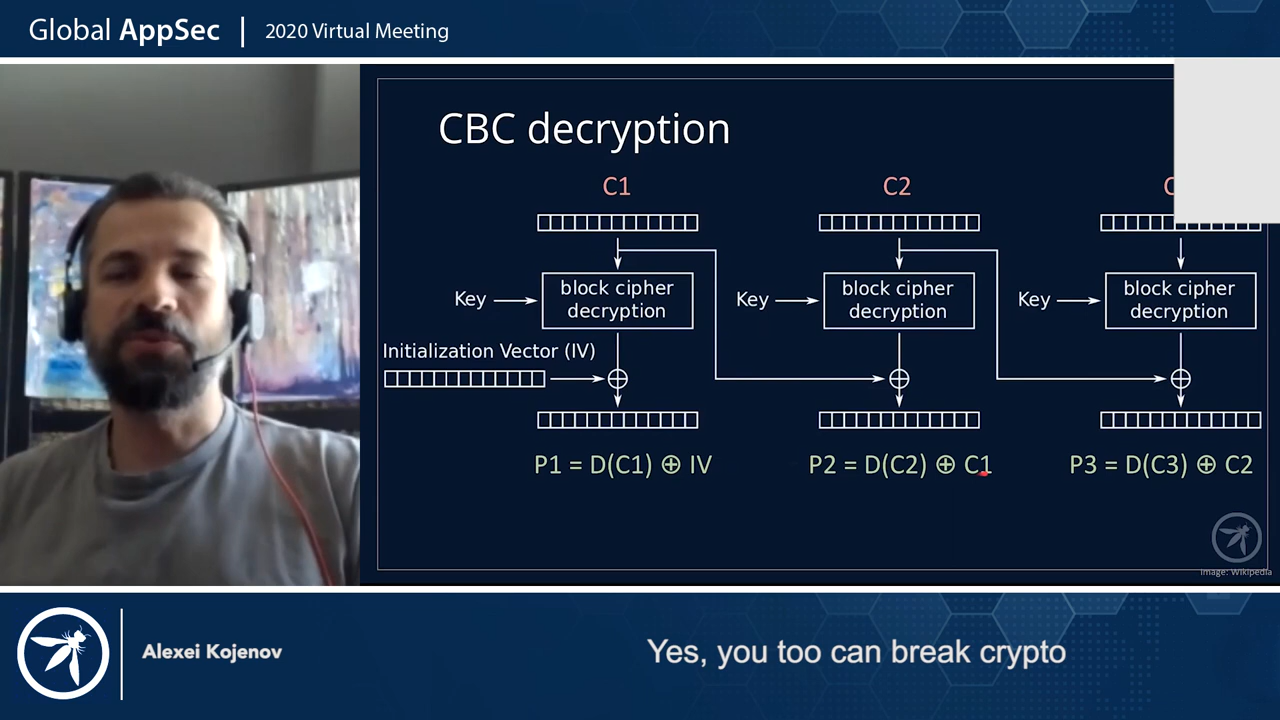 Global AppSec | 2020 Virtual Meeting
CBC decryption
C1
C2
Key
block cipher
decryption
Key
block cipher
decryption
Key
block cipher
decryption
Initialization Vector (IV)
P1 = D(C1) ⊕ IV
P2 = D(C2) ⊕ C1
P3 = D(C3) ⊕ C2
Image: Wikipedia
Alexei Kojenov
Yes, you too can break crypto